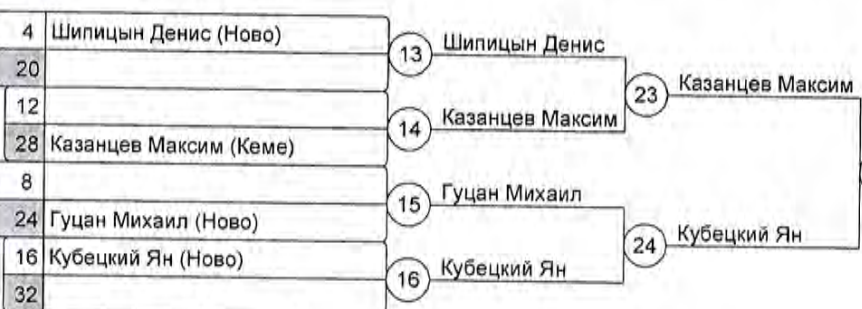 4 Шипицын Денис (Ново)
20
12
28 Казанцев Максим (Кеме)
8
24 Гуцан Михаил (Ново)
16 Кубецкий Ян (Ново)
32
13 Шипицын Денис
14 Казанцев Максим
15 Гуцан Михаил
16 Кубецкий Ян
23 Казанцев Максим
24 Кубецкий Ян